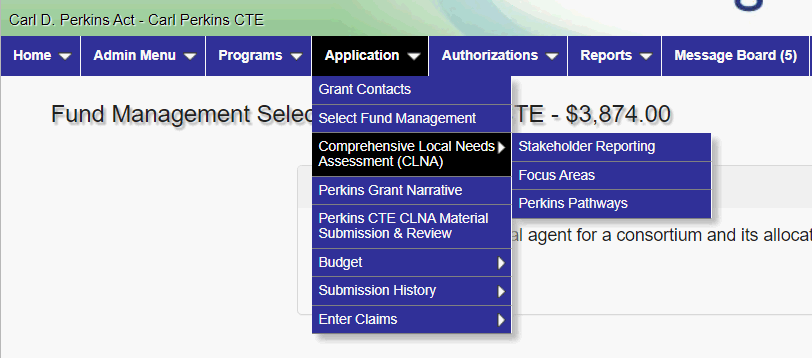 Carl D. Perkins Act - Carl Perkins CTE
Home
Admin Menu
Programs
Application
Authorizations
Reports
Message Board (5)
Fund Management Selec
TE - $3,874.00
Grant Contacts
Select Fund Management
Comprehensive Local Needs
Assessment (CLNA)
Stakeholder Reporting
Focus Areas
Perkins Pathways
Perkins Grant Narrative
Perkins CTE CLNA Material
Submission & Review
al agent for a consortium and its allocat
Budget
Submission History
Enter Claims